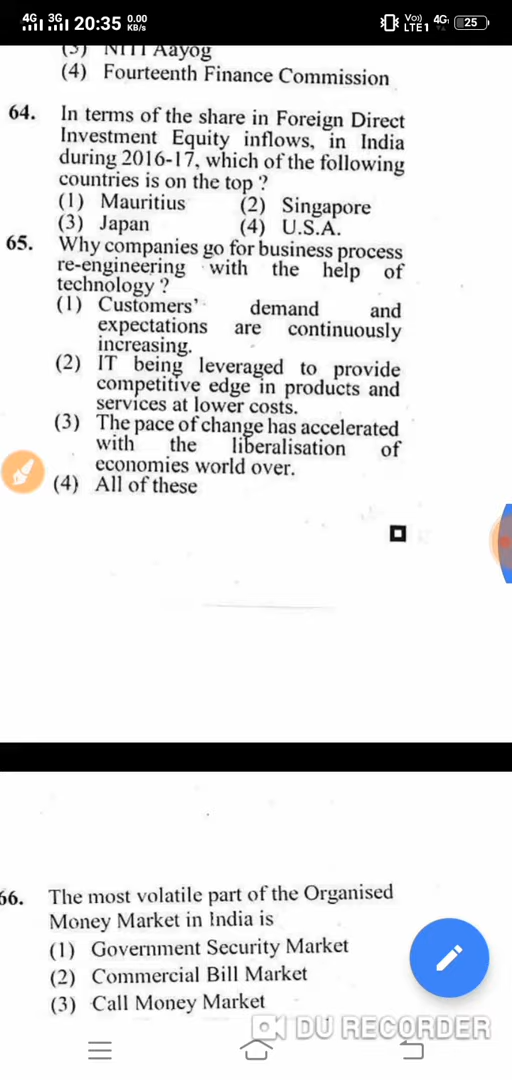 4G 3G 20:35 0.00 KB/s Vo)) LTE1 4G 25
(3) NITI Aayog
(4) Fourteenth Finance Commission
64. In terms of the share in Foreign Direct
Investment Equity inflows, in India
during 2016-17, which of the following
countries is on the top ?
(1) Mauritius (2) Singapore
(3) Japan (4) U.S.A.
65. Why companies go for business process
re-engineering with the help of
technology ?
(1) Customers' demand and
expectations are continuously
increasing.
(2) IT being leveraged to provide
competitive edge in products and
services at lower costs.
(3) The pace of change has accelerated
with the liberalisation of
economies world over.
(4) All of these
66. The most volatile part of the Organised
Money Market in India is
(1) Government Security Market
(2) Commercial Bill Market
(3) Call Money Market
DU RECORDER